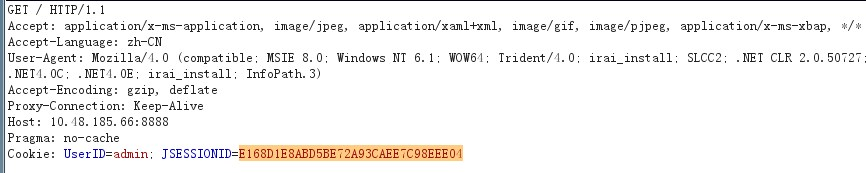 GET / HTTP/1.1
Accept: application/x-ms-application, image/jpeg, application/xaml+xml, image/gif, image/pjpeg, application/x-ms-xbap, */*
Accept-Language: zh-CN
User-Agent: Mozilla/4.0 (compatible; MSIE 8.0; Windows NT 6.1; WOW64; Trident/4.0; irai_install; SLCC2; .NET CLR 2.0.50727;
.NET4.0C; .NET4.0E; irai_install; InfoPath.3)
Accept-Encoding: gzip, deflate
Proxy-Connection: Keep-Alive
Host: 10.48.185.66:8888
Pragma: no-cache
Cookie: UserID=admin; JSESSIONID=E168D1E8ABD5BE72A93CAEE7C98EEE04